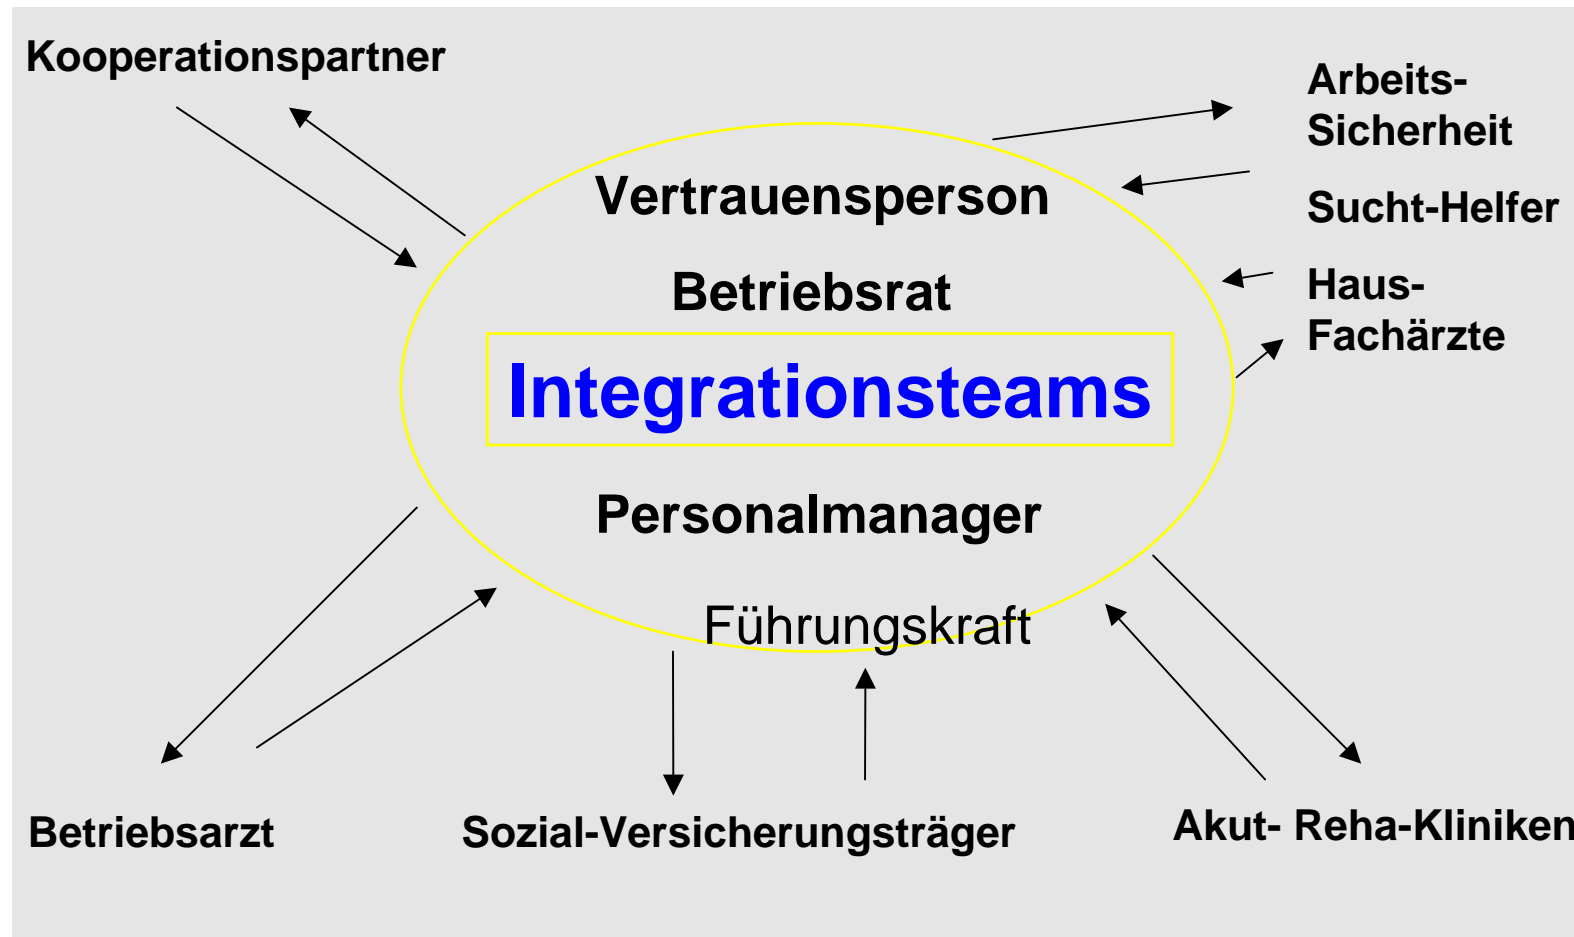 Kooperationspartner
Arbeits-
Sicherheit
Sucht-Helfer
Haus-
Fachärzte
Vertrauensperson
Betriebsrat
Integrationsteams
Personalmanager
Führungskraft
Betriebsarzt
Sozial-Versicherungsträger
Akut- Reha-Kliniken